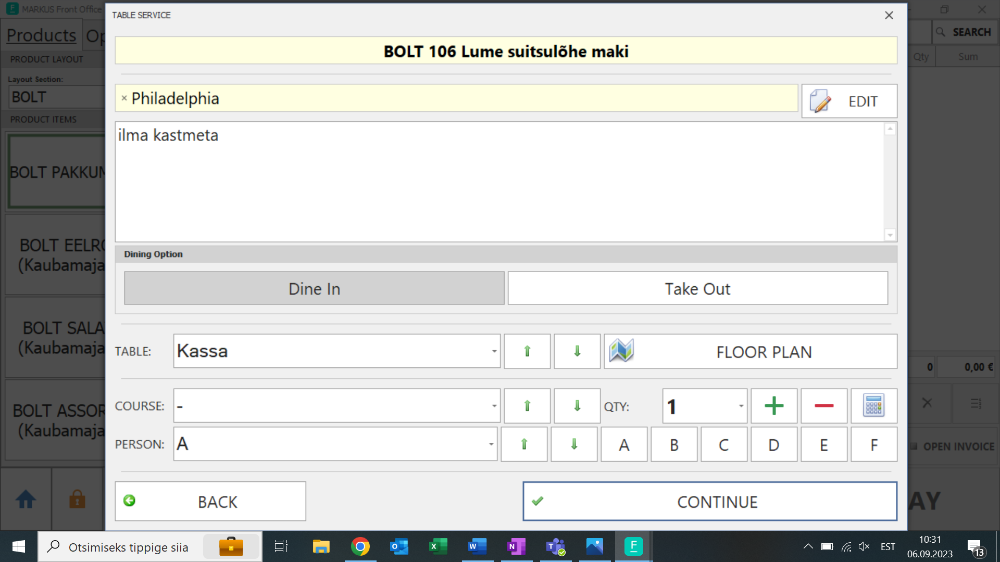 MARKUS Front Office
TABLE SERVICE
Products
SEARCH
PRODUCT LAYOUT
BOLT 106 Lume suitsulõhe maki
Qty
Sum
Layout Section:
BOLT
× Philadelphia
EDIT
PRODUCT ITEMS
ilma kastmeta
BOLT PAKKUM
BOLT EELRO
(Kaubamaja
Dining Option
Dine In
Take Out
BOLT SALA
(Kaubamaja
TABLE:
Kassa
FLOOR PLAN
0
0,00 €
COURSE:
-
QTY:
1
BOLT ASSOR
(Kaubamaja
PERSON:
A
A
B
C
D
E
F
OPEN INVOICE
BACK
CONTINUE
AY
Otsimiseks tippige siia
EST
10:31
06.09.2023
13